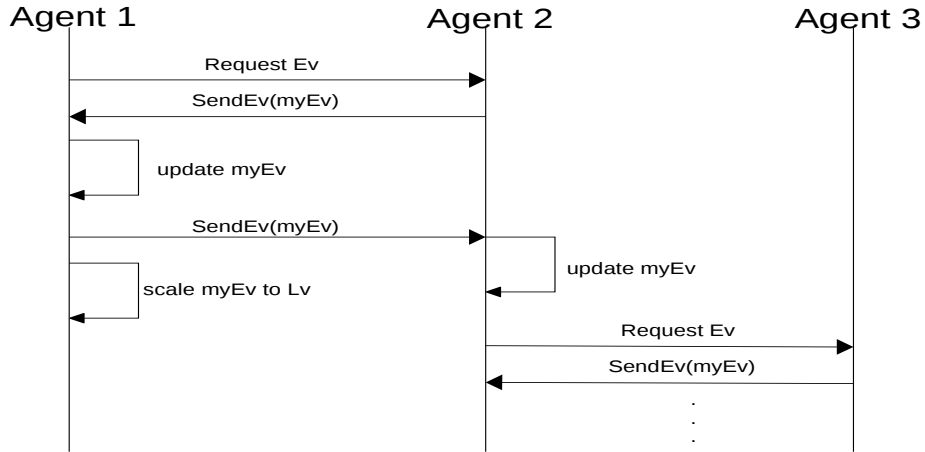 Agent 1
Agent 2
Agent 3
Request Ev
SendEv(myEv)
update myEv
SendEv(myEv)
update myEv
scale myEv to Lv
Request Ev
SendEv(myEv)
.
.
.